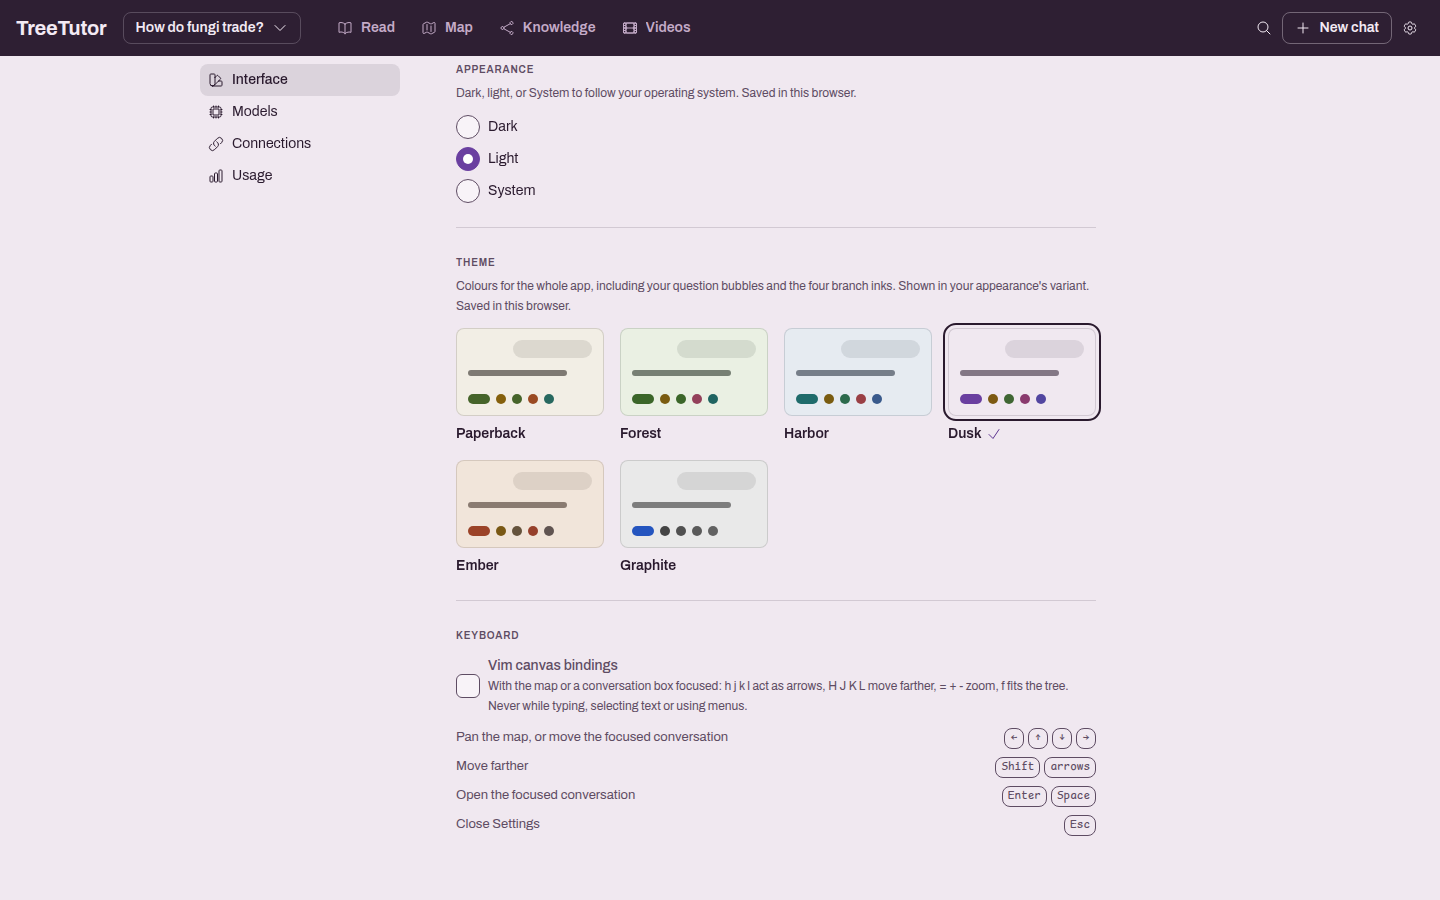 TreeTutor
How do fungi trade?
Read
Map
Knowledge
Videos
New chat
Interface
Models
Connections
Usage
APPEARANCE
Dark, light, or System to follow your operating system. Saved in this browser.
Dark
Light
System
THEME
Colours for the whole app, including your question bubbles and the four branch inks. Shown in your appearance's variant.
Saved in this browser.
Paperback
Forest
Harbor
Dusk
Ember
Graphite
KEYBOARD
Vim canvas bindings
With the map or a conversation box focused: h j k l act as arrows, H J K L move farther, = + - zoom, f fits the tree.
Never while typing, selecting text or using menus.
Pan the map, or move the focused conversation ← ↑ ↓ →
Move farther Shift arrows
Open the focused conversation Enter Space
Close Settings Esc